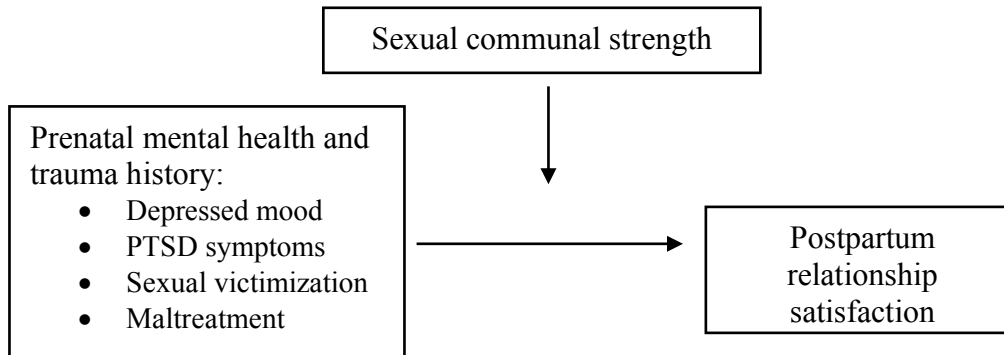 Sexual communal strength
Prenatal mental health and
trauma history:
• Depressed mood
• PTSD symptoms
• Sexual victimization
• Maltreatment
Postpartum
relationship
satisfaction